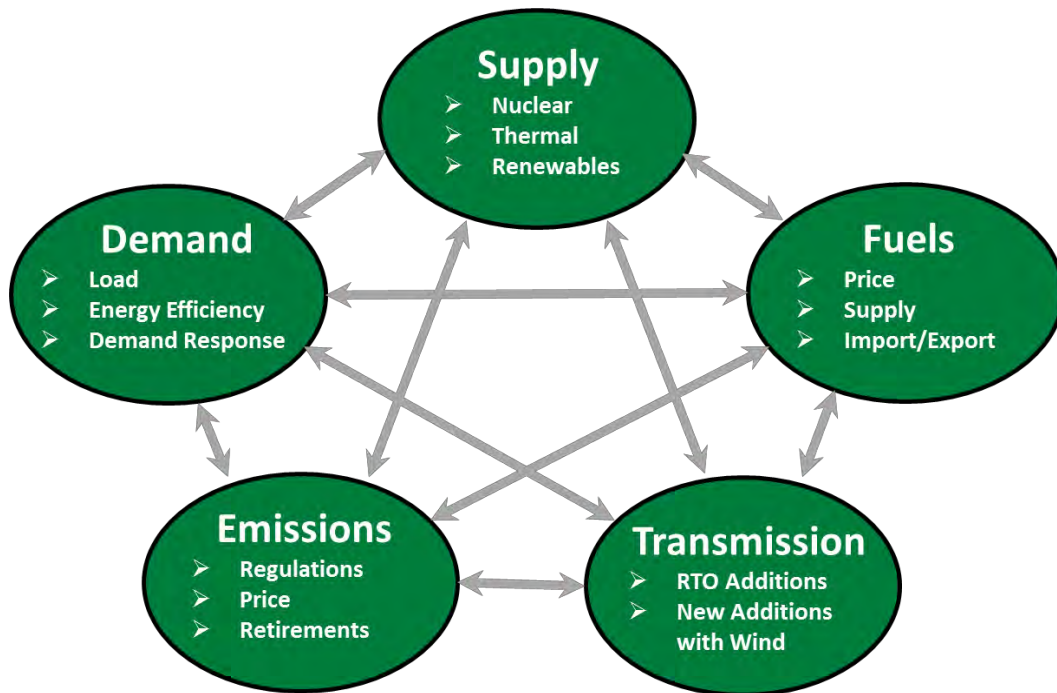 Supply
➢ Nuclear
➢ Thermal
➢ Renewables
Demand
➢ Load
➢ Energy Efficiency
➢ Demand Response
Fuels
➢ Price
➢ Supply
➢ Import/Export
Emissions
➢ Regulations
➢ Price
➢ Retirements
Transmission
➢ RTO Additions
➢ New Additions
with Wind